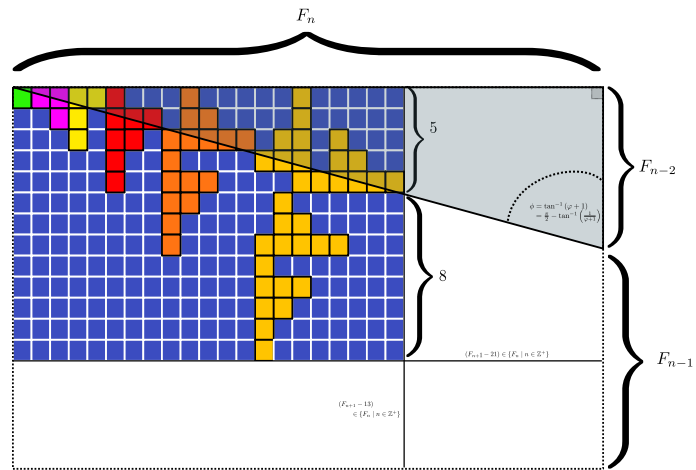 F_n
5
F_{n-2}
ϕ = tan⁻¹(φ + 1)
= π/2 − tan⁻¹(1/(φ+1))
8
(F_{n+1} − 21) ∈ {F_n | n ∈ ℤ⁺}
F_{n-1}
(F_{n+1} − 13)
∈ {F_n | n ∈ ℤ⁺}